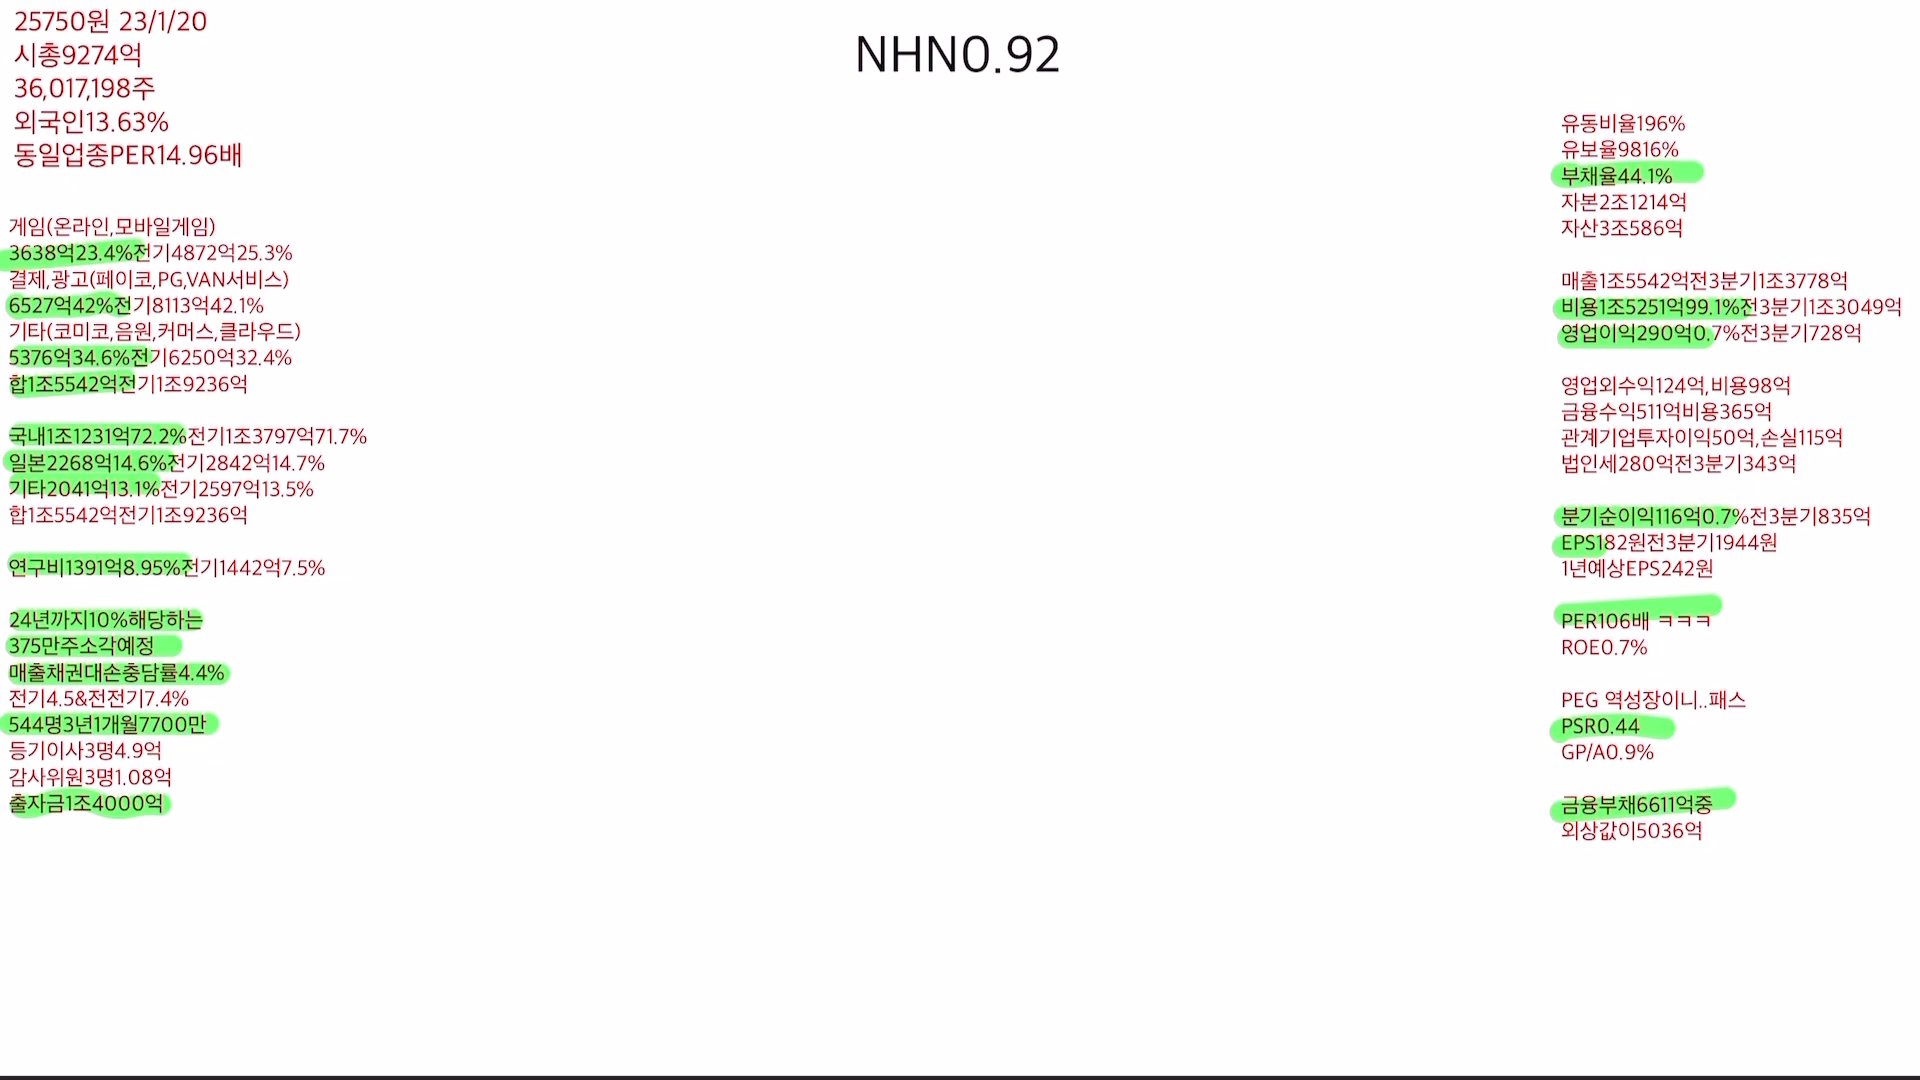 25750원 23/1/20
시총9274억
36,017,198주
외국인13.63%
동일업종PER14.96배
NHN0.92
게임(온라인,모바일게임)
3638억23.4%전기4872억25.3%
결제,광고(페이코,PG,VAN서비스)
6527억42%전기8113억42.1%
기타(코미코,음원,커머스,클라우드)
5376억34.6%전기6250억32.4%
합1조5542억전기1조9236억
국내1조1231억72.2%전기1조3797억71.7%
일본2268억14.6%전기2842억14.7%
기타2041억13.1%전기2597억13.5%
합1조5542억전기1조9236억
연구비1391억8.95%전기1442억7.5%
24년까지10%해당하는
375만주소각예정
매출채권대손충담률4.4%
전기4.5&전전기7.4%
544명3년1개월7700만
등기이사3명4.9억
감사위원3명1.08억
출자금1조4000억
유동비율196%
유보율9816%
부채율44.1%
자본2조1214억
자산3조586억
매출1조5542억전3분기1조3778억
비용1조5251억99.1%전3분기1조3049억
영업이익290억0.7%전3분기728억
영업외수익124억,비용98억
금융수익511억비용365억
관계기업투자이익50억,손실115억
법인세280억전3분기343억
분기순이익116억0.7%전3분기835억
EPS182원전3분기1944원
1년예상EPS242원
PER106배 ㅋㅋㅋ
ROE0.7%
PEG 역성장이니..패스
PSR0.44
GP/A0.9%
금융부채6611억중
외상값이5036억